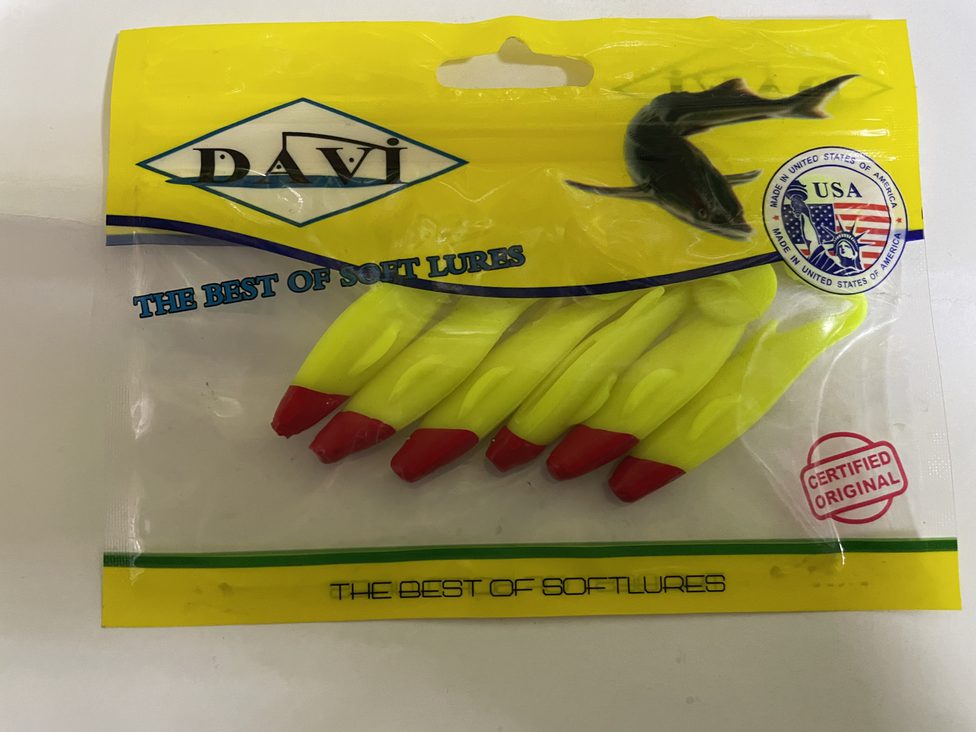 DAVİ
MADE IN UNITED STATES OF AMERICA
USA
MADE IN UNITED STATES OF AMERICA
THE BEST OF SOFT LURES
CERTIFIED
ORIGINAL
THE BEST OF SOFTLURES